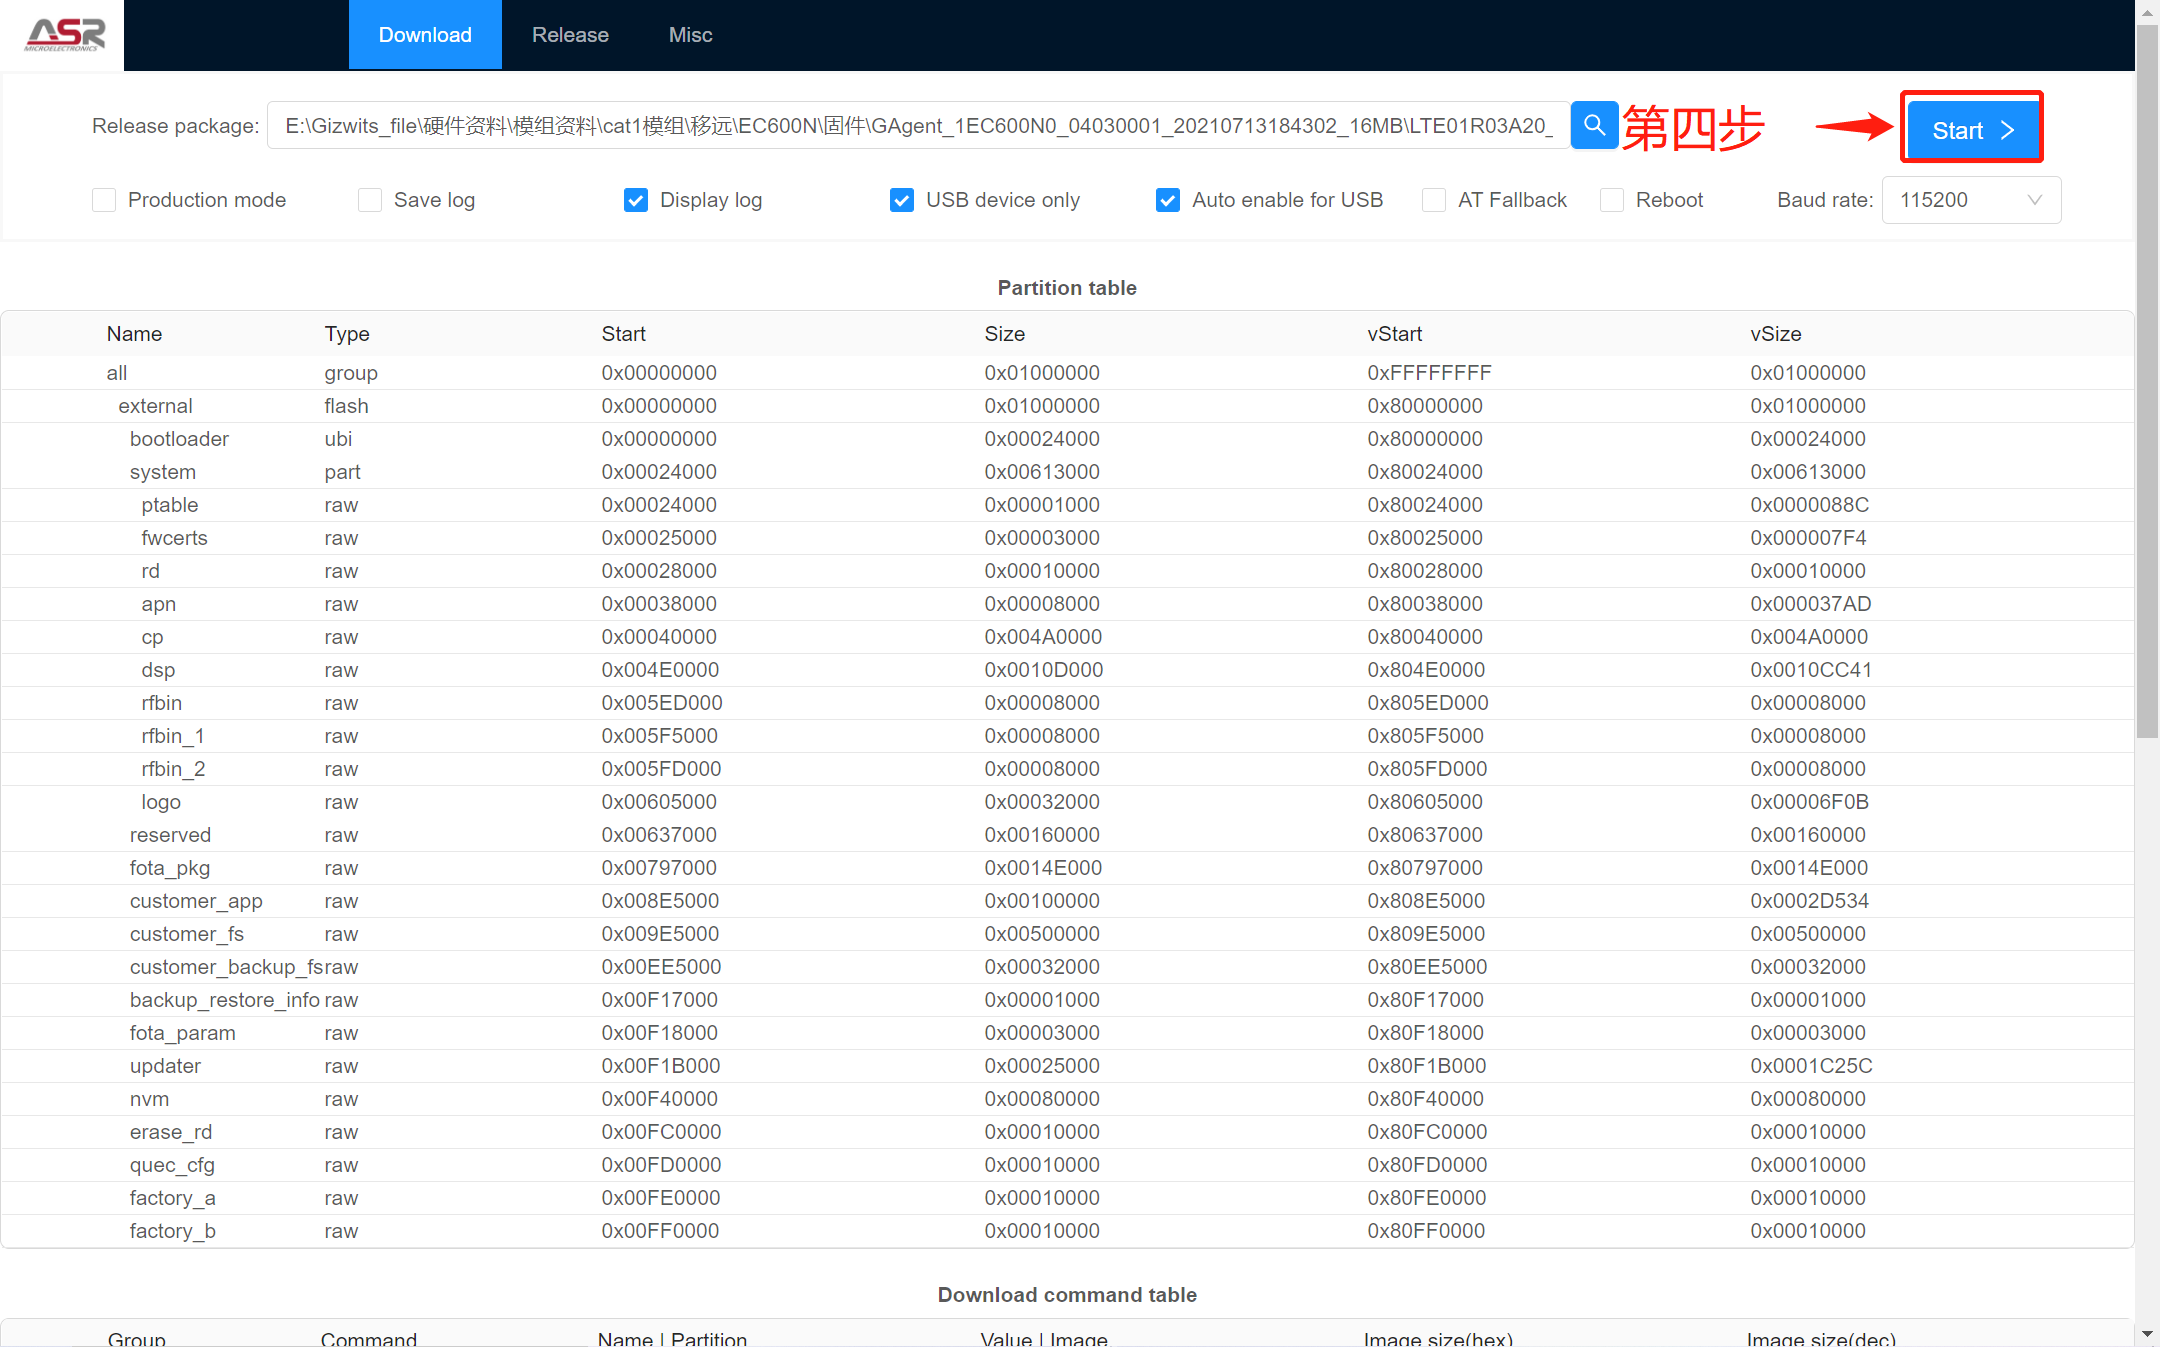 ASR
MICROELECTRONICS
Download Release Misc
Release package: E:\Gizwits_file\硬件资料\模组资料\cat1模组\移远\EC600N\固件\GAgent_1EC600N0_04030001_20210713184302_16MB\LTE01R03A20_ 第四步 Start
Production mode Save log Display log USB device only Auto enable for USB AT Fallback Reboot Baud rate: 115200
Partition table
Name Type Start Size vStart vSize
all group 0x00000000 0x01000000 0xFFFFFFFF 0x01000000
external flash 0x00000000 0x01000000 0x80000000 0x01000000
bootloader ubi 0x00000000 0x00024000 0x80000000 0x00024000
system part 0x00024000 0x00613000 0x80024000 0x00613000
ptable raw 0x00024000 0x00001000 0x80024000 0x0000088C
fwcerts raw 0x00025000 0x00003000 0x80025000 0x000007F4
rd raw 0x00028000 0x00010000 0x80028000 0x00010000
apn raw 0x00038000 0x00008000 0x80038000 0x000037AD
cp raw 0x00040000 0x004A0000 0x80040000 0x004A0000
dsp raw 0x004E0000 0x0010D000 0x804E0000 0x0010CC41
rfbin raw 0x005ED000 0x00008000 0x805ED000 0x00008000
rfbin_1 raw 0x005F5000 0x00008000 0x805F5000 0x00008000
rfbin_2 raw 0x005FD000 0x00008000 0x805FD000 0x00008000
logo raw 0x00605000 0x00032000 0x80605000 0x00006F0B
reserved raw 0x00637000 0x00160000 0x80637000 0x00160000
fota_pkg raw 0x00797000 0x0014E000 0x80797000 0x0014E000
customer_app raw 0x008E5000 0x00100000 0x808E5000 0x0002D534
customer_fs raw 0x009E5000 0x00500000 0x809E5000 0x00500000
customer_backup_fs raw 0x00EE5000 0x00032000 0x80EE5000 0x00032000
backup_restore_info raw 0x00F17000 0x00001000 0x80F17000 0x00001000
fota_param raw 0x00F18000 0x00003000 0x80F18000 0x00003000
updater raw 0x00F1B000 0x00025000 0x80F1B000 0x0001C25C
nvm raw 0x00F40000 0x00080000 0x80F40000 0x00080000
erase_rd raw 0x00FC0000 0x00010000 0x80FC0000 0x00010000
quec_cfg raw 0x00FD0000 0x00010000 0x80FD0000 0x00010000
factory_a raw 0x00FE0000 0x00010000 0x80FE0000 0x00010000
factory_b raw 0x00FF0000 0x00010000 0x80FF0000 0x00010000
Download command table
Group Command Name | Partition Value | Image Image size(hex) Image size(dec)